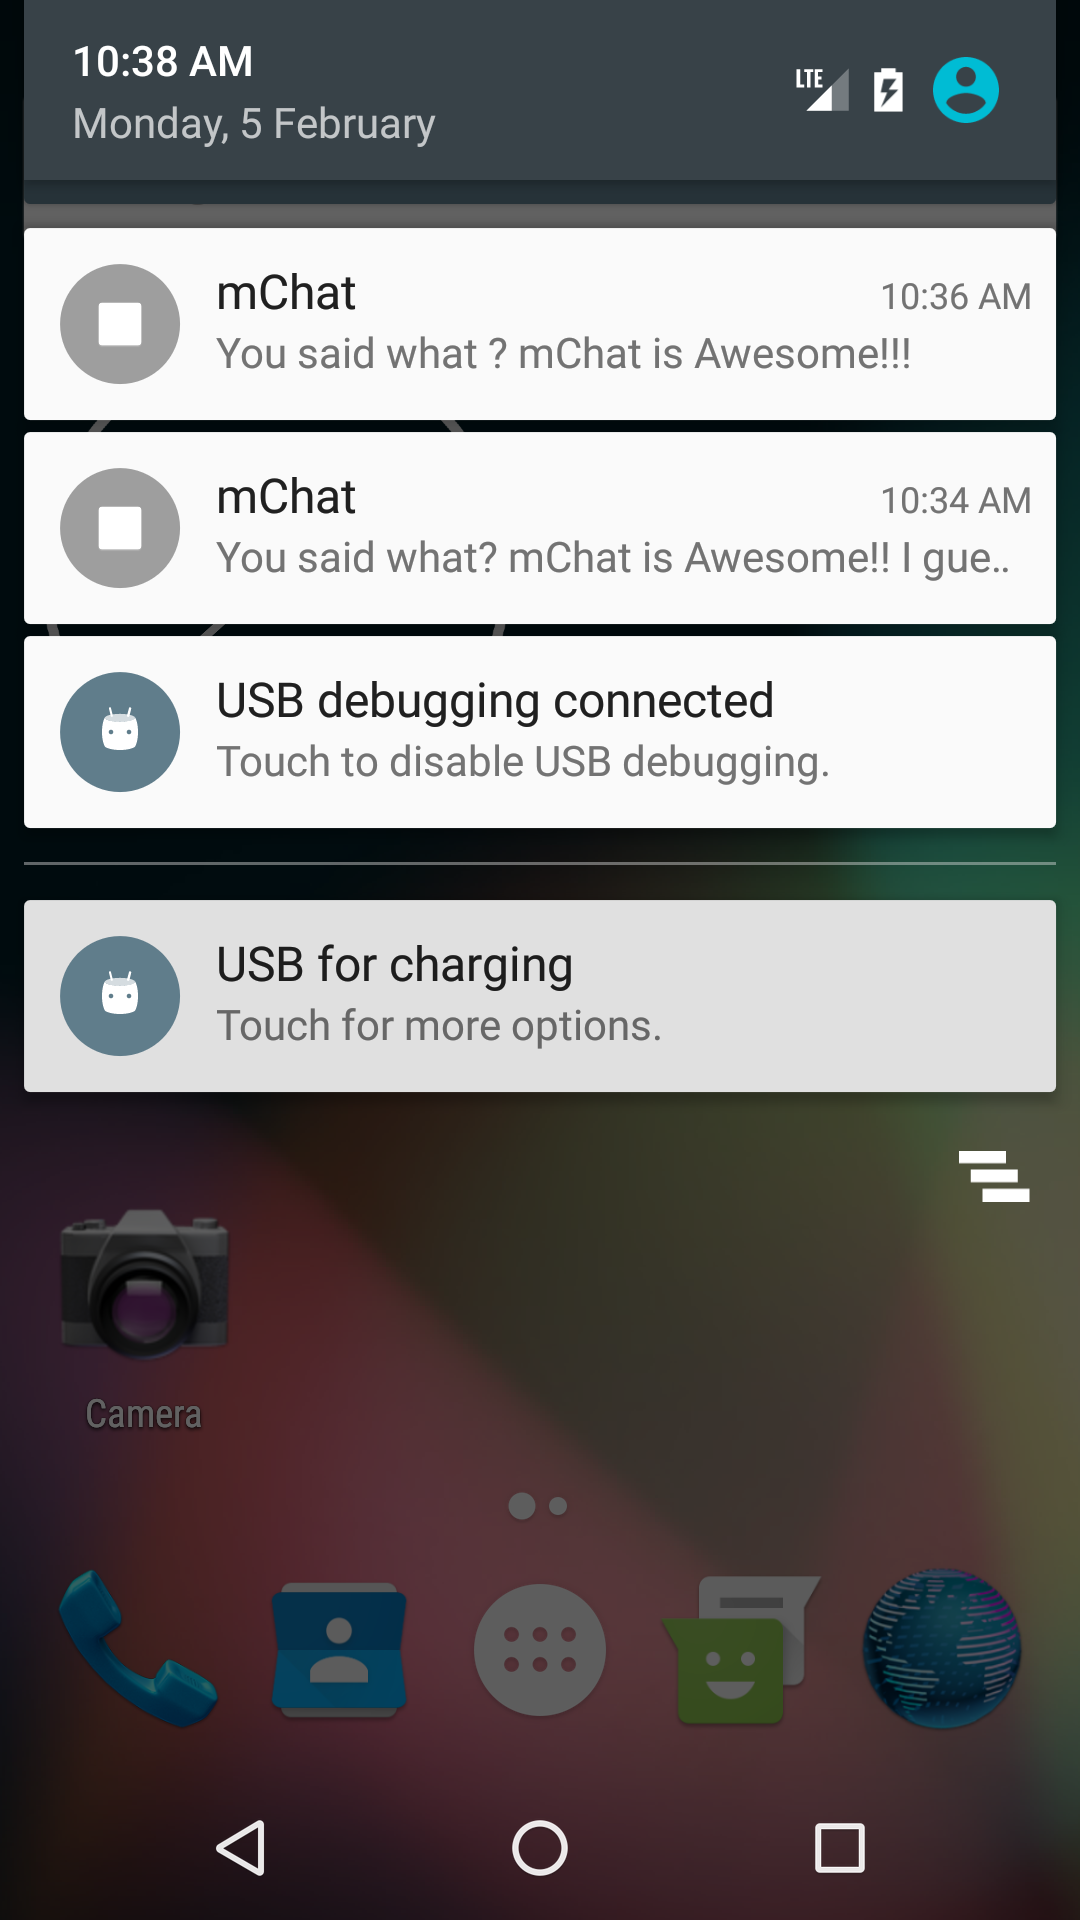 10:38 AM
Monday, 5 February
LTE
mChat
10:36 AM
You said what ? mChat is Awesome!!!
mChat
10:34 AM
You said what? mChat is Awesome!! I gue..
USB debugging connected
Touch to disable USB debugging.
USB for charging
Touch for more options.
Camera